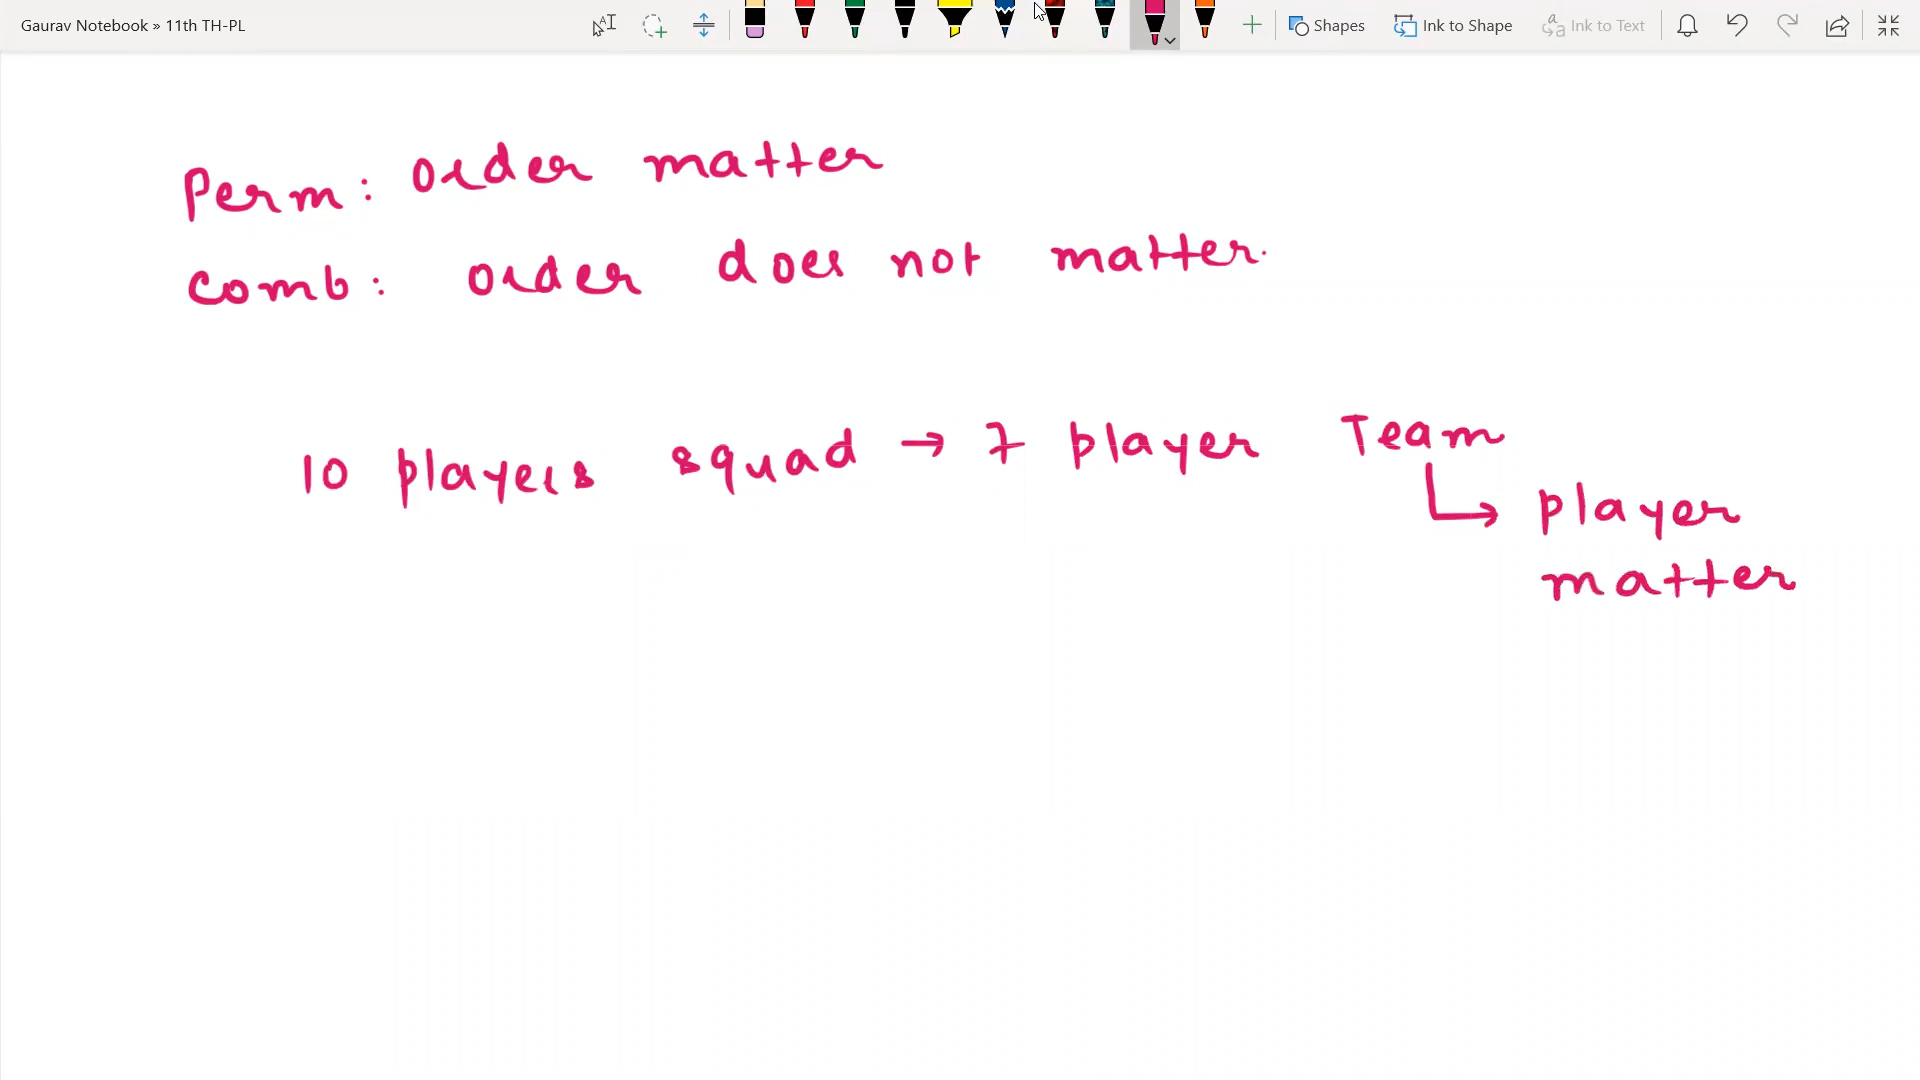 Gaurav Notebook » 11th TH-PL
Shapes
Ink to Shape
Ink to Text
Perm: order matter
Comb: order does not matter.
10 players squad → 7 player Team
player
matter